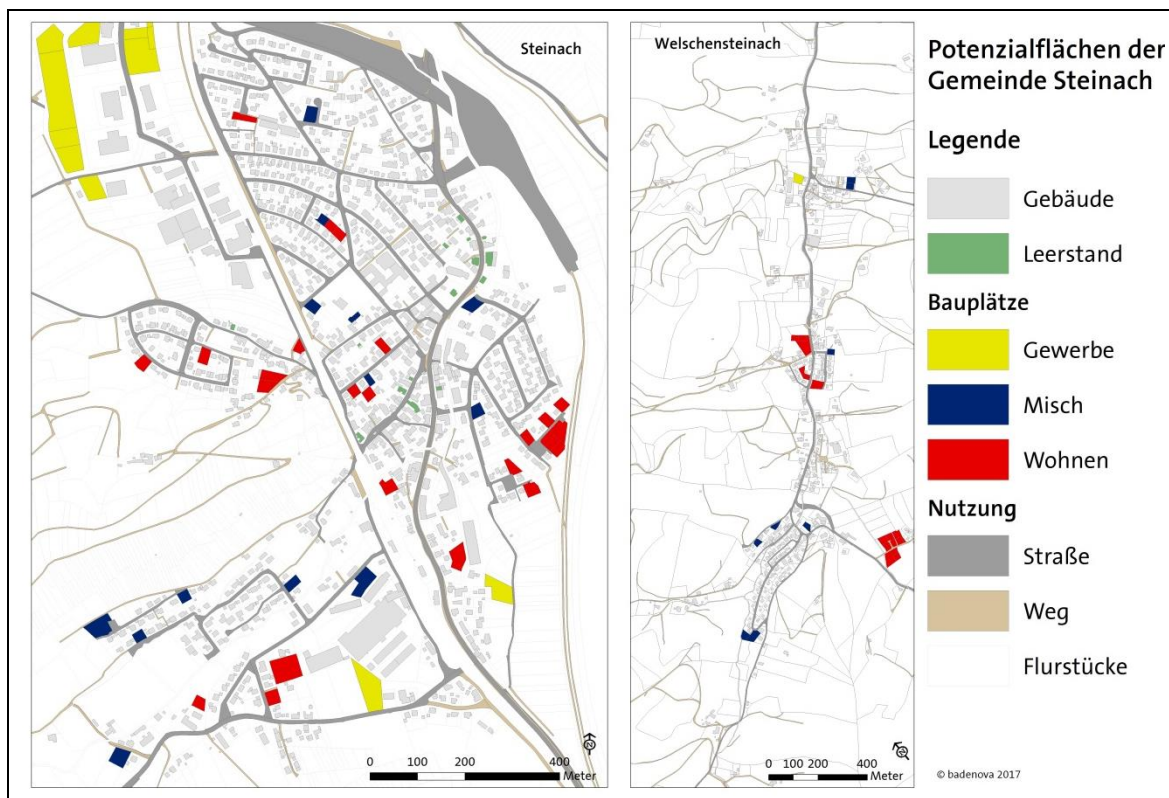 Steinach
0 100 200 400
Meter
Welschensteinach
0 100 200 400
Meter
Potenzialflächen der
Gemeinde Steinach
Legende
Gebäude
Leerstand
Bauplätze
Gewerbe
Misch
Wohnen
Nutzung
Straße
Weg
Flurstücke
© badenova 2017